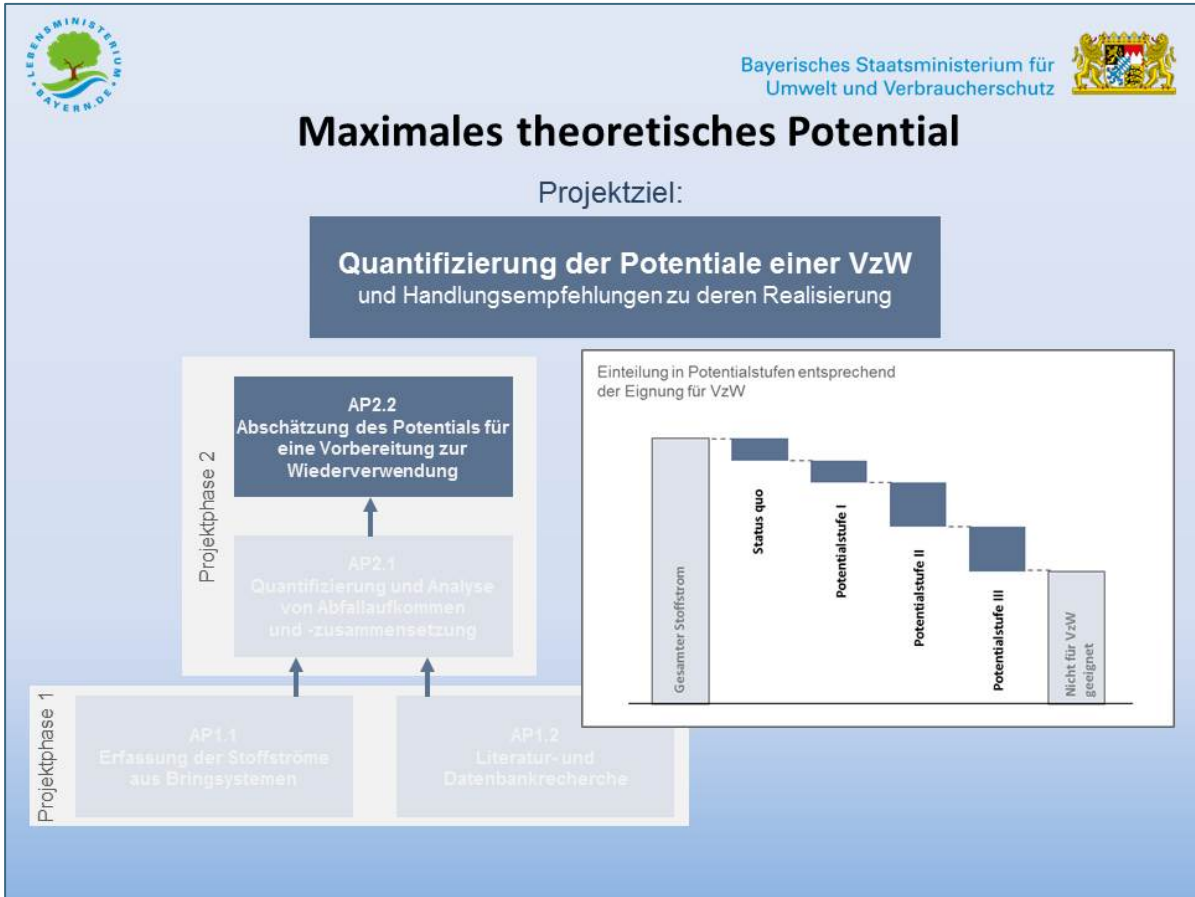 LEBENSMINISTERIUM
BAYERN.DE
Bayerisches Staatsministerium für
Umwelt und Verbraucherschutz
Maximales theoretisches Potential
Projektziel:
Quantifizierung der Potentiale einer VzW
und Handlungsempfehlungen zu deren Realisierung
Projektphase 2
AP2.2
Abschätzung des Potentials für
eine Vorbereitung zur
Wiederverwendung
AP2.1
Quantifizierung und Analyse
von Abfallaufkommen
und -zusammensetzung
Projektphase 1
AP1.1
Erfassung der Stoffströme
aus Bringsystemen
AP1.2
Literatur- und
Datenbankrecherche
Einteilung in Potentialstufen entsprechend
der Eignung für VzW
Gesamter Stoffstrom
Status quo
Potentialstufe I
Potentialstufe II
Potentialstufe III
Nicht für VzW
geeignet